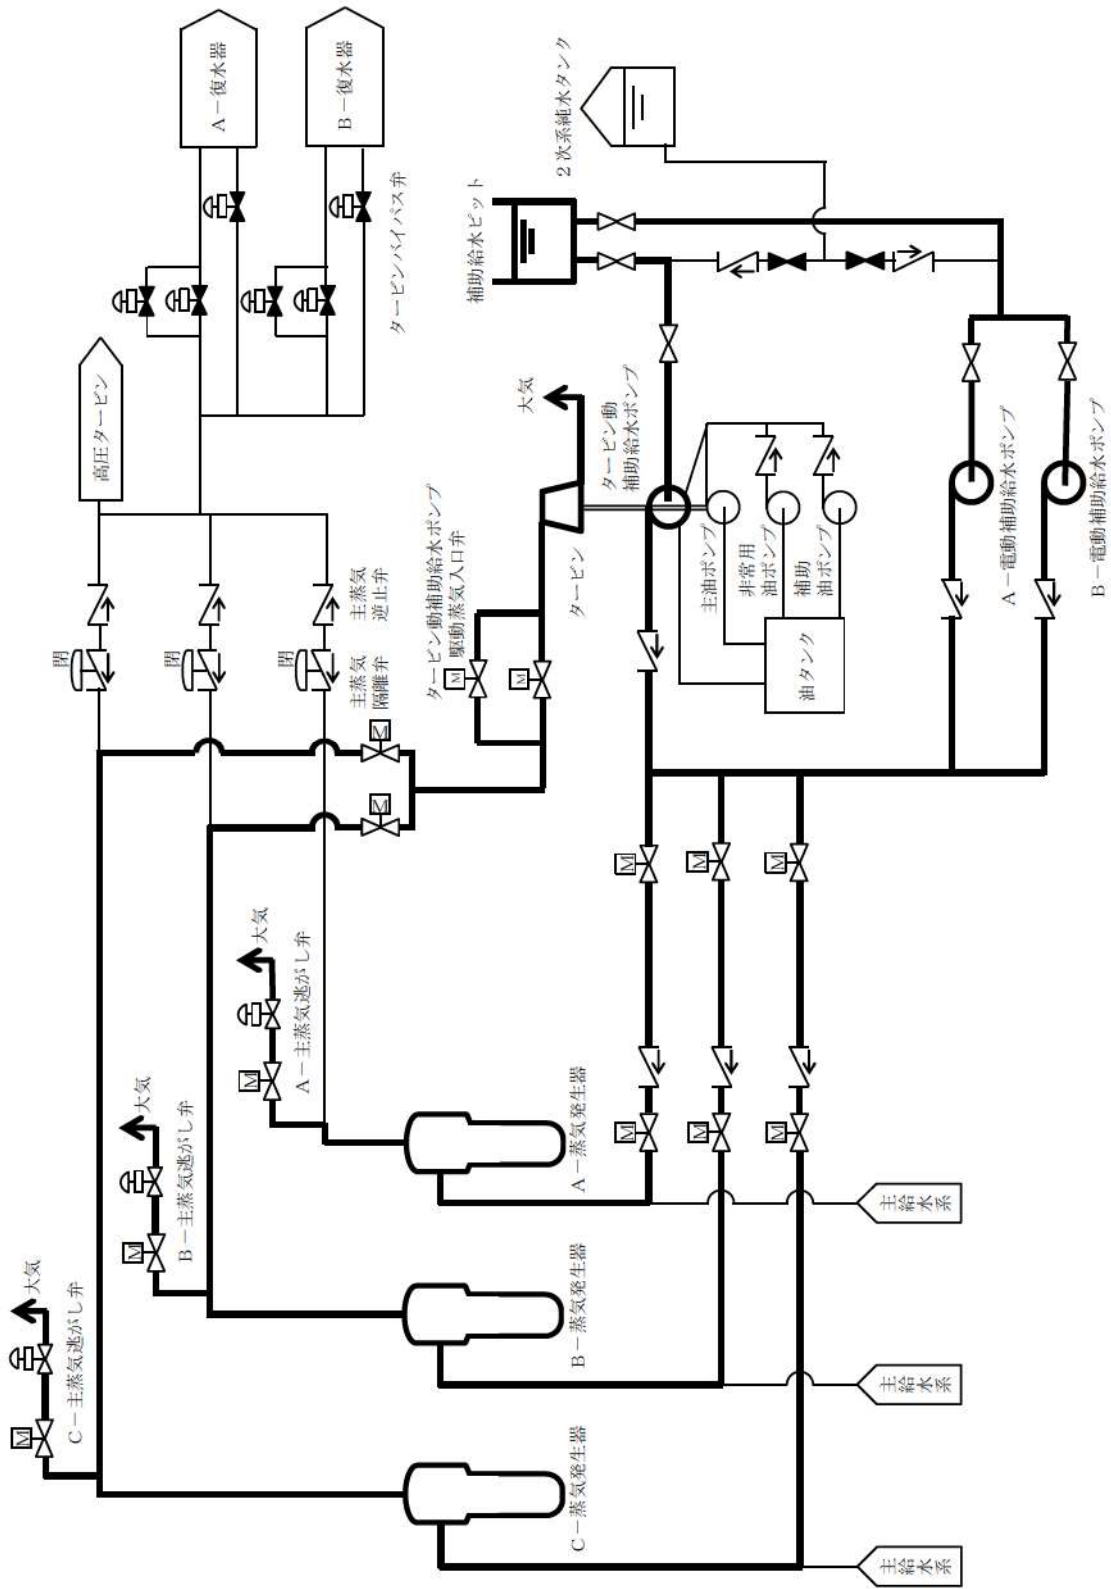 A－復水器
B－復水器
高圧タービン
タービンバイパス弁
2次系純水タンク
補助給水ピット
閉
閉
閉
主蒸気
逆止弁
主蒸気
隔離弁
M
M
タービン動補助給水ポンプ
駆動蒸気入口弁
M
M
大気
タービン
タービン動
補助給水ポンプ
主油ポンプ
非常用
油ポンプ
補助
油ポンプ
油タンク
A－電動補助給水ポンプ
B－電動補助給水ポンプ
M
大気
C－主蒸気逃がし弁
M
大気
B－主蒸気逃がし弁
M
大気
A－主蒸気逃がし弁
A－蒸気発生器
B－蒸気発生器
C－蒸気発生器
M
M
M
M
M
M
主
給
水
系
主
給
水
系
主
給
水
系